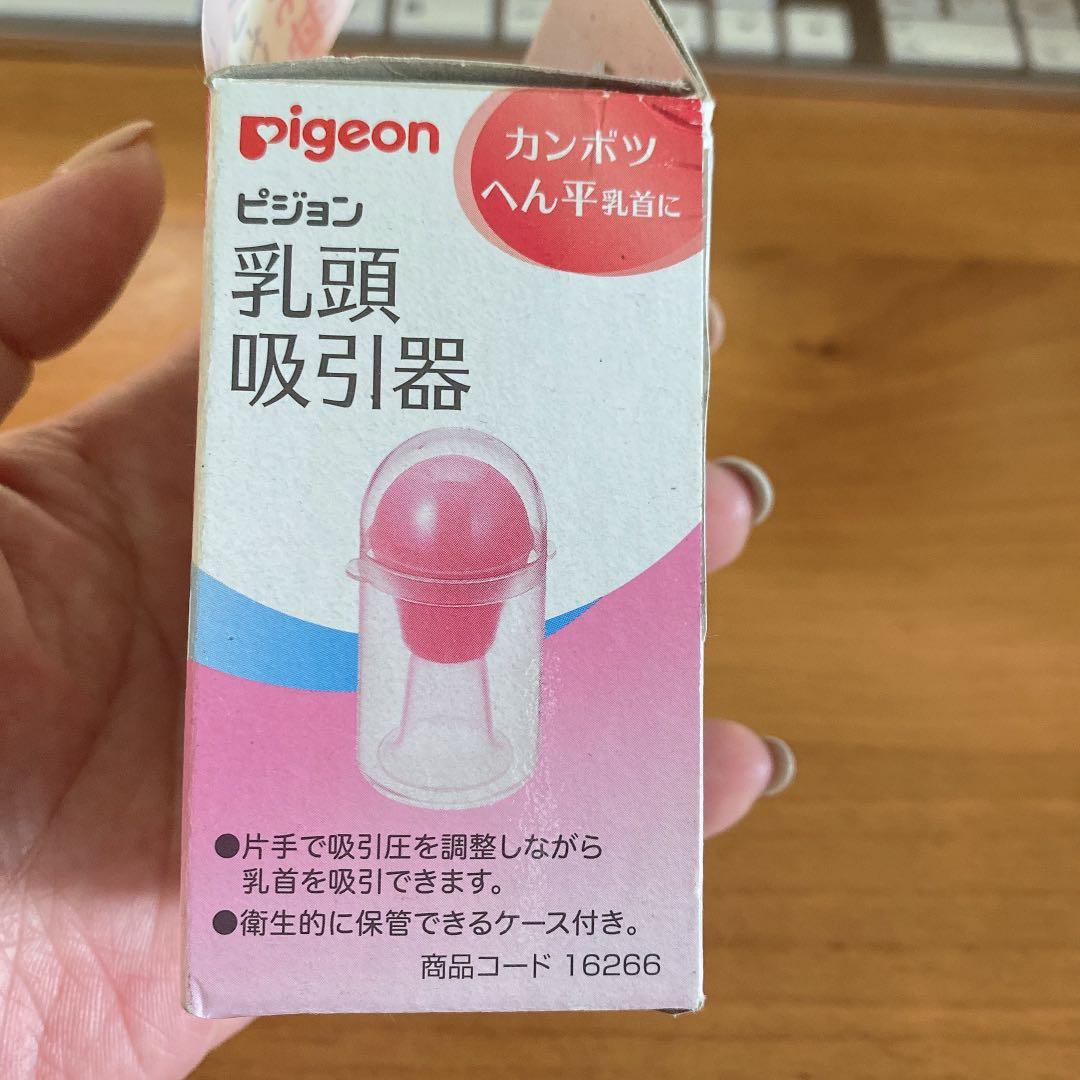 pigeon
カンボツ
へん平乳首に
ピジョン
乳頭
吸引器
●片手で吸引圧を調整しながら
乳首を吸引できます。
●衛生的に保管できるケース付き。
商品コード 16266